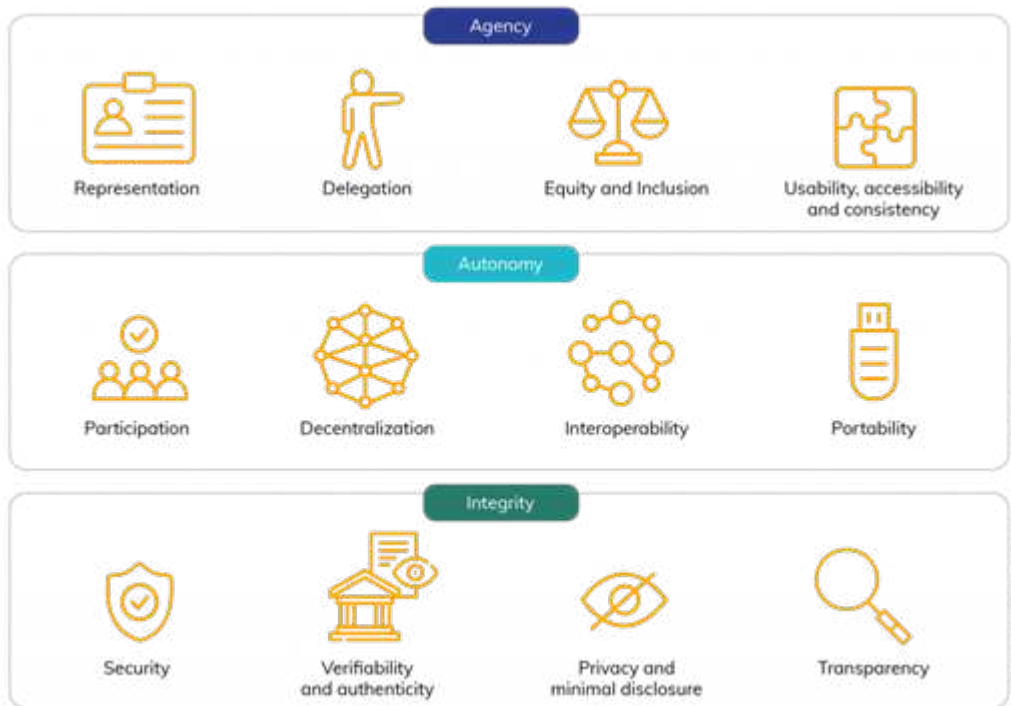 Agency
Representation
Delegation
Equity and Inclusion
Usability, accessibility
and consistency
Autonomy
Participation
Decentralization
Interoperability
Portability
Integrity
Security
Verifiability
and authenticity
Privacy and
minimal disclosure
Transparency